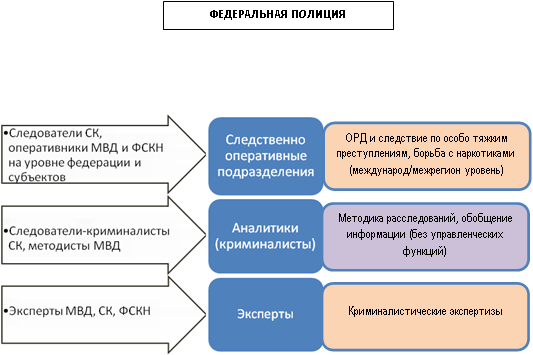 ФЕДЕРАЛЬНАЯ ПОЛИЦИЯ
•Следователи СК,
оперативники МВД и ФСКН
на уровне федерации и
субъектов
Следственно
оперативные
подразделения
ОРД и следствие по особо тяжким
преступлениям, борьба с наркотиками
(международ/межрегион уровень)
•Следователи-криминалисты
СК, методисты МВД
Аналитики
(криминалисты)
Методика расследований, обобщение
информации (без управленческих
функций)
•Эксперты МВД, СК, ФСКН
Эксперты
Криминалистические экспертизы